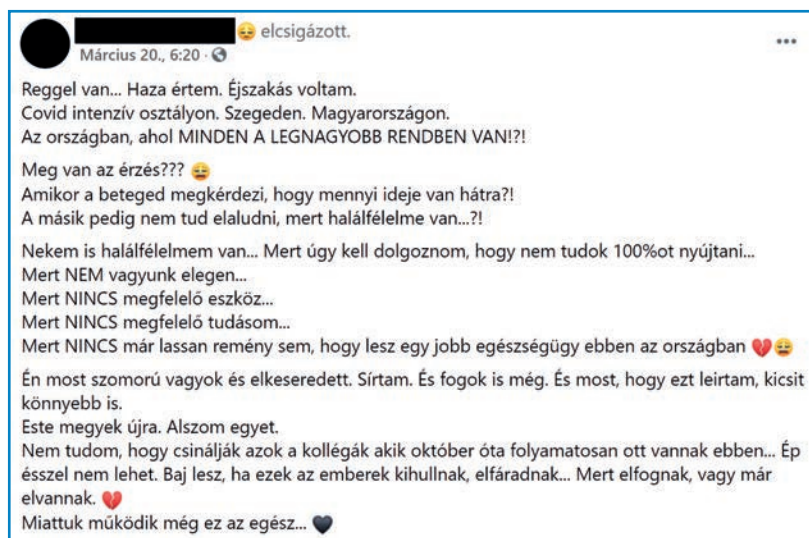 😩 elcsigázott.
Március 20., 6:20 ·
Reggel van... Haza értem. Éjszakás voltam.
Covid intenzív osztályon. Szegeden. Magyarországon.
Az országban, ahol MINDEN A LEGNAGYOBB RENDBEN VAN!?!
Meg van az érzés??? 😩
Amikor a beteged megkérdezi, hogy mennyi ideje van hátra?!
A másik pedig nem tud elaludni, mert halálfélelme van...?!
Nekem is halálfélelmem van... Mert úgy kell dolgoznom, hogy nem tudok 100%ot nyújtani...
Mert NEM vagyunk elegen...
Mert NINCS megfelelő eszköz...
Mert NINCS megfelelő tudásom...
Mert NINCS már lassan remény sem, hogy lesz egy jobb egészségügy ebben az országban 💔😩
Én most szomorú vagyok és elkeseredett. Sírtam. És fogok is még. És most, hogy ezt leirtam, kicsit
könnyebb is.
Este megyek újra. Alszom egyet.
Nem tudom, hogy csinálják azok a kollégák akik október óta folyamatosan ott vannak ebben... Ép
ésszel nem lehet. Baj lesz, ha ezek az emberek kihullnak, elfáradnak... Mert elfognak, vagy már
elvannak. 💔
Miattuk működik még ez az egész... 🖤